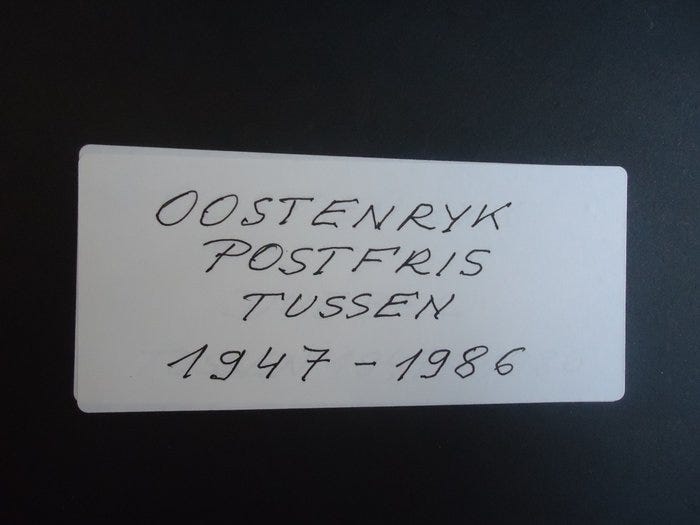 OOSTENRYK
POSTFRIS
TUSSEN
1947 - 1986